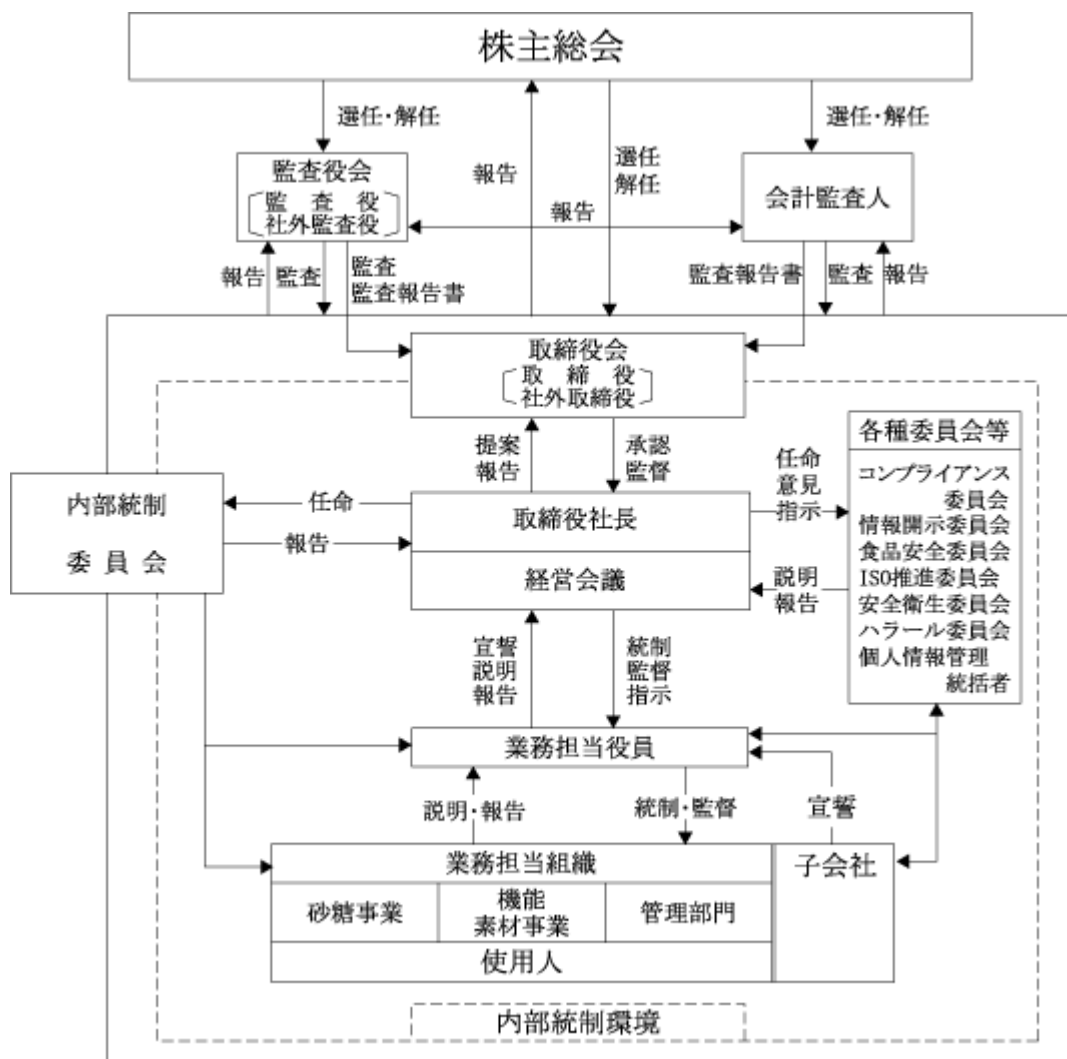 株主総会
選任・解任
選任・解任
選任
解任
報告
監査役会
監　査　役
社外監査役
報告
会計監査人
報告
監査
監査
監査報告書
監査報告書
監査
報告
取締役会
取　締　役
社外取締役
提案
報告
承認
監督
各種委員会等
コンプライアンス
委員会
情報開示委員会
食品安全委員会
ISO推進委員会
安全衛生委員会
ハラール委員会
個人情報管理
統括者
任命
意見
指示
説明
報告
内部統制
委 員 会
任命
報告
取締役社長
経営会議
宣誓
説明
報告
統制
監督
指示
業務担当役員
説明・報告
統制・監督
宣誓
業務担当組織
子会社
砂糖事業
機能
素材事業
管理部門
使用人
内部統制環境